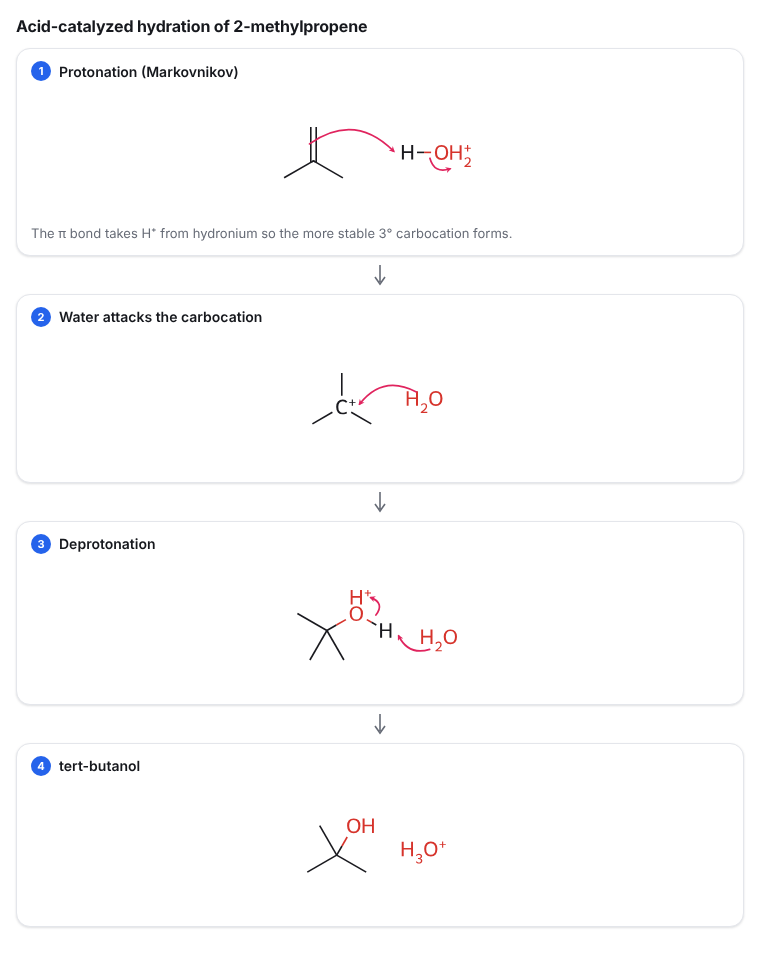 Acid-catalyzed hydration of 2-methylpropene
1 Protonation (Markovnikov)
H–OH₂⁺
The π bond takes H⁺ from hydronium so the more stable 3° carbocation forms.
2 Water attacks the carbocation
C⁺ H₂O
3 Deprotonation
H⁺
O
H H₂O
4 tert-butanol
OH
H₃O⁺